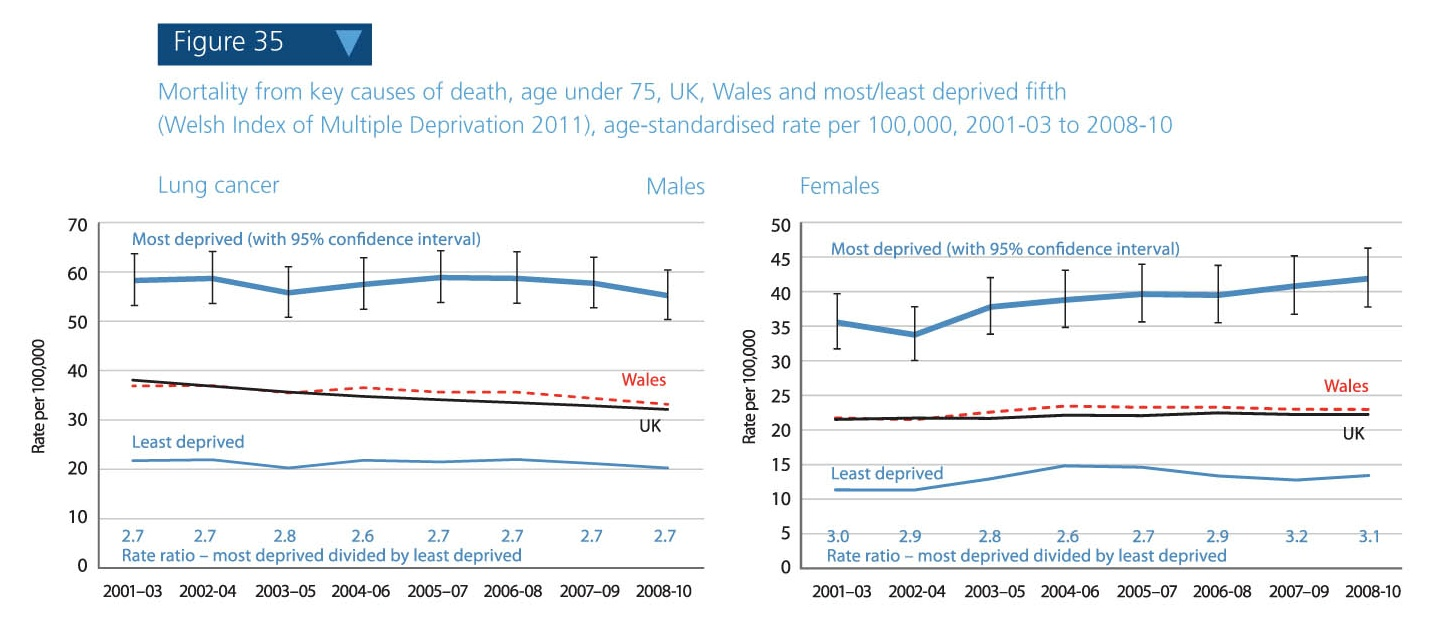 Figure 35
Mortality from key causes of death, age under 75, UK, Wales and most/least deprived fifth
(Welsh Index of Multiple Deprivation 2011), age-standardised rate per 100,000, 2001-03 to 2008-10
Lung cancer
Males
Rate per 100,000
70
60
50
40
30
20
10
0
Most deprived (with 95% confidence interval)
Wales
UK
Least deprived
2.7 2.7 2.8 2.6 2.7 2.7 2.7 2.7
Rate ratio – most deprived divided by least deprived
2001–03 2002-04 2003–05 2004-06 2005–07 2006-08 2007–09 2008-10
Females
Rate per 100,000
50
45
40
35
30
25
20
15
10
5
0
Most deprived (with 95% confidence interval)
Wales
UK
Least deprived
3.0 2.9 2.8 2.6 2.7 2.9 3.2 3.1
Rate ratio – most deprived divided by least deprived
2001–03 2002-04 2003–05 2004-06 2005–07 2006-08 2007–09 2008-10